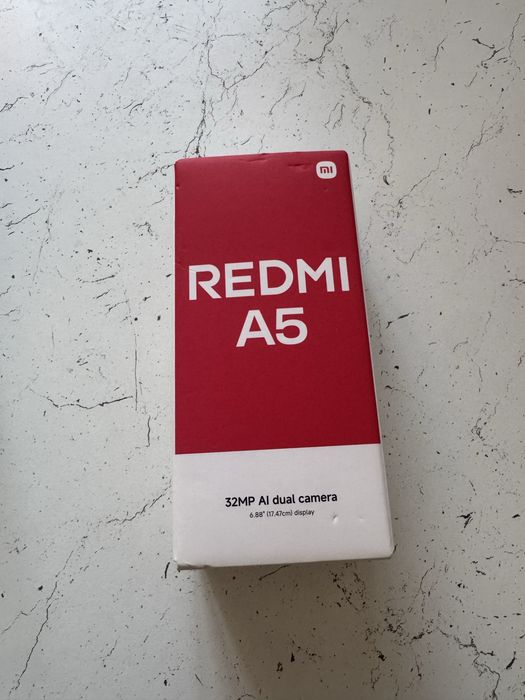 mi
REDMI
A5
32MP AI dual camera
6.88" (17.47cm) display